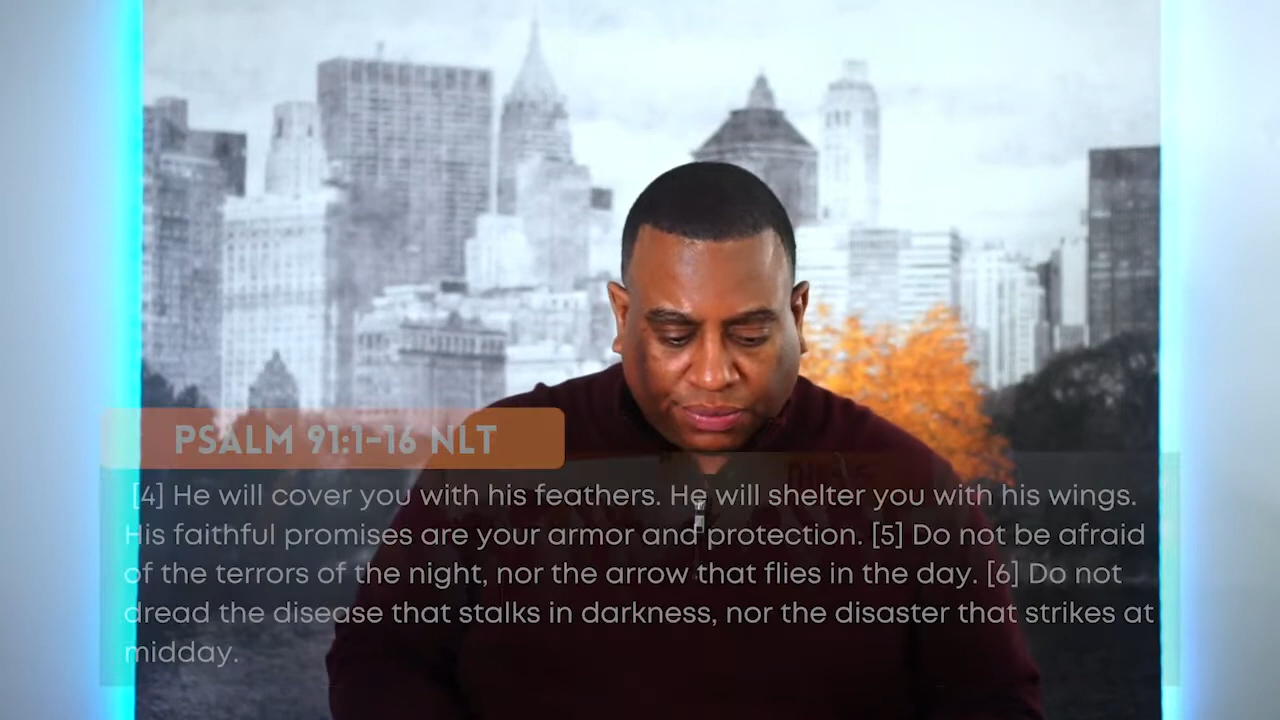 PSALM 91:1-16 NLT
[4] He will cover you with his feathers. He will shelter you with his wings.
His faithful promises are your armor and protection. [5] Do not be afraid
of the terrors of the night, nor the arrow that flies in the day. [6] Do not
dread the disease that stalks in darkness, nor the disaster that strikes at
midday.